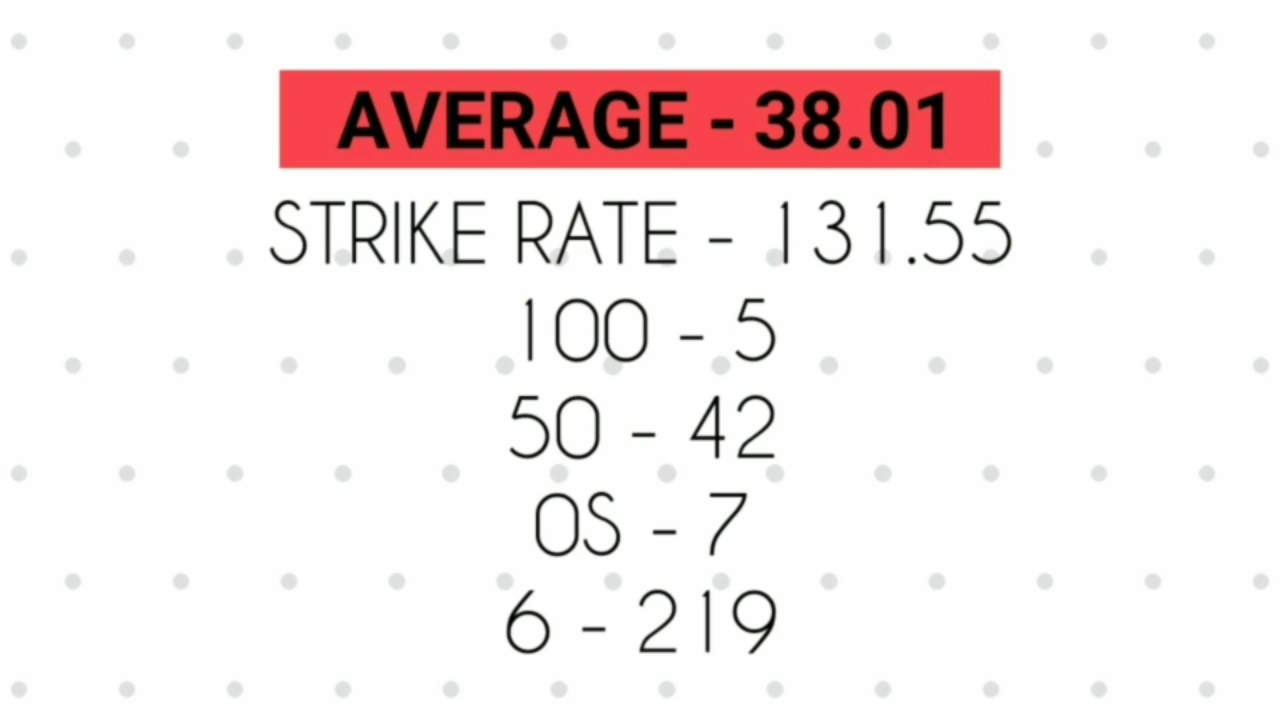 AVERAGE - 38.01
STRIKE RATE - 131.55
100 - 5
50 - 42
0S - 7
6 - 219